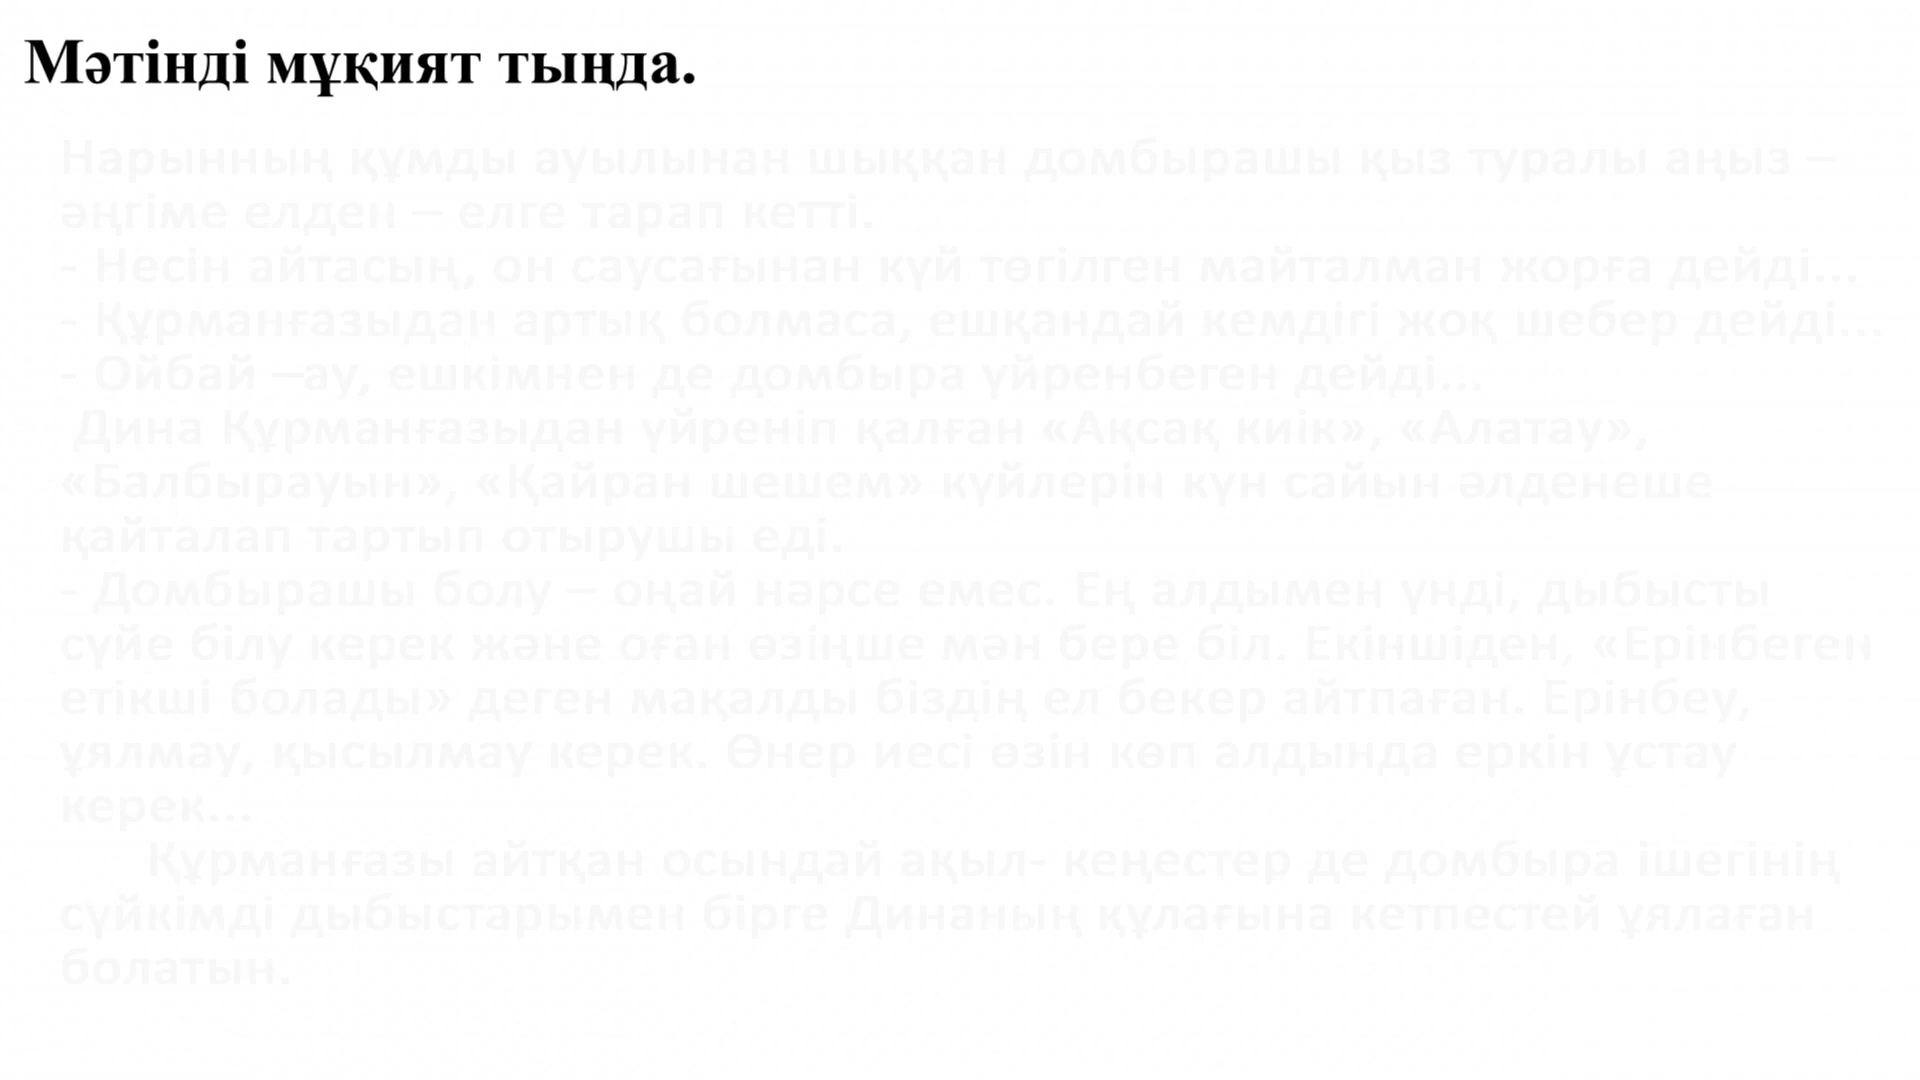 Мәтінді мұқият тыңда.
Нарынның құмды ауылынан шыққан домбырашы қыз туралы аңыз –
әңгіме елден – елге тарап кетті.
- Несін айтасың, он саусағынан күй төгілген майталман жорға дейді...
- Құрманғазыдан артық болмаса, ешқандай кемдігі жоқ шебер дейді...
- Ойбай –ау, ешкімнен де домбыра үйренбеген дейді...
Дина Құрманғазыдан үйреніп қалған «Ақсақ киік», «Алатау»,
«Балбырауын», «Қайран шешем» күйлерін күн сайын әлденеше
қайталап тартып отырушы еді.
- Домбырашы болу – оңай нәрсе емес. Ең алдымен үнді, дыбысты
сүйе білу керек және оған өзіңше мән бере біл. Екіншіден, «Ерінбеген
етікші болады» деген мақалды біздің ел бекер айтпаған. Ерінбеу,
ұялмау, қысылмау керек. Өнер иесі өзін көп алдында еркін ұстау
керек...
Құрманғазы айтқан осындай ақыл- кеңестер де домбыра ішегінің
сүйкімді дыбыстарымен бірге Динаның құлағына кетпестей ұялаған
болатын.